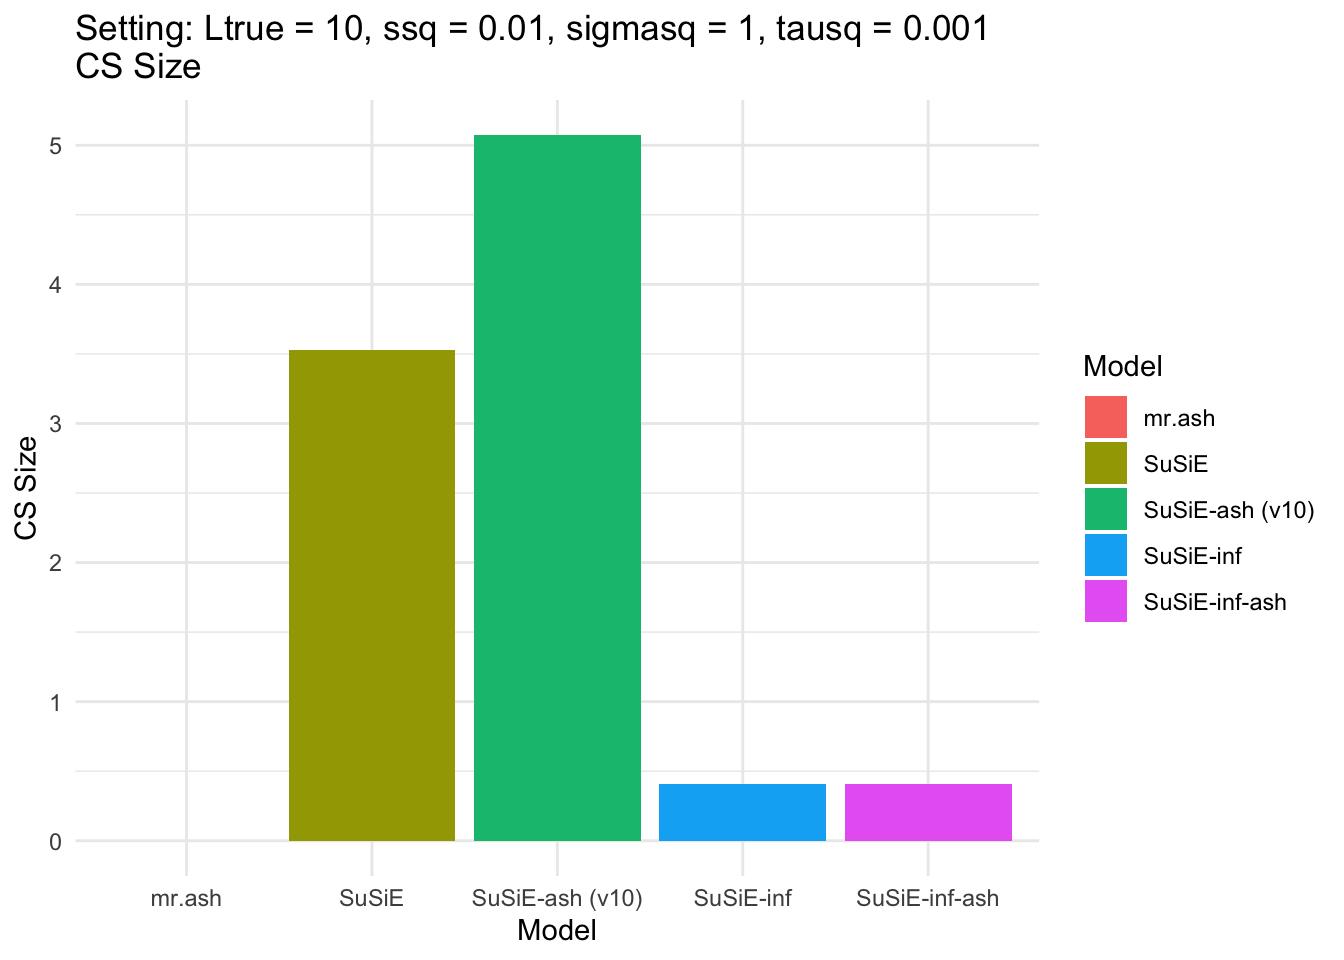 Setting: Ltrue = 10, ssq = 0.01, sigmasq = 1, tausq = 0.001
CS Size
5
4
3
2
1
0
CS Size
mr.ash
SuSiE
SuSiE-ash (v10)
SuSiE-inf
SuSiE-inf-ash
Model
Model
mr.ash
SuSiE
SuSiE-ash (v10)
SuSiE-inf
SuSiE-inf-ash